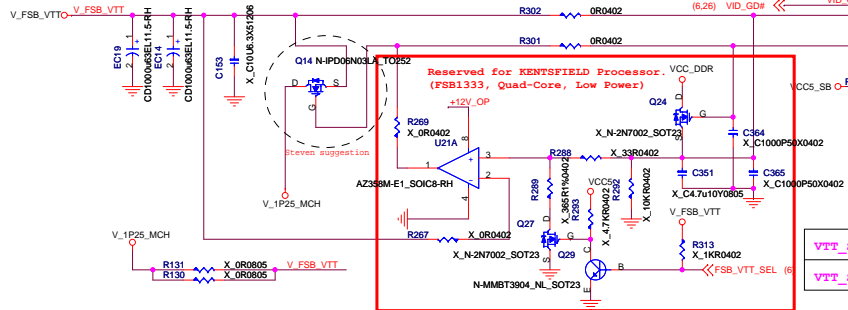 V_FSB_VTT
EC19
CD1000u63EL11.5-RH
EC14
CD1000u63EL11.5-RH
C153
X_C10U6.3X51206
R302
0R0402
(6,26)
VID_GD#
R301
0R0402
Q14
N-IPD06N03LA_TO252
D
S
G
Steven suggestion
V_1P25_MCH
Reserved for KENTSFIELD Processor.
(FSB1333, Quad-Core, Low Power)
VCC_DDR
VCC5_SB
+12V_OP
R269
X_0R0402
U21A
8
1
3
2
4
+
-
AZ358M-E1_SOIC8-RH
Q24
D
G
S
X_N-2N7002_SOT23
C364
X_C1000P50X0402
R288
X_33R0402
C351
X_C4.7u10Y0805
C365
X_C1000P50X0402
R289
X_365R1%0402
R293
X_4.7KR0402
VCC5
R292
X_10KR0402
V_FSB_VTT
R267
X_0R0402
Q27
D
G
S
X_N-2N7002_SOT23
Q29
C
B
E
N-MMBT3904_NL_SOT23
R313
X_1KR0402
FSB_VTT_SEL (6)
V_1P25_MCH
R131
X_0R0805
V_FSB_VTT
R130
X_0R0805
VTT_
VTT_